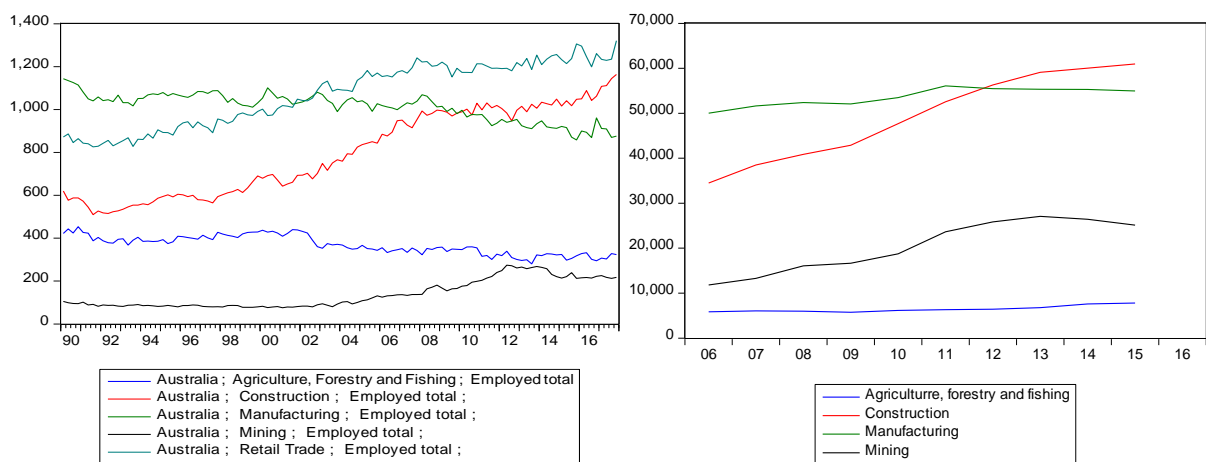 1,400
1,200
1,000
800
600
400
200
0
90 92 94 96 98 00 02 04 06 08 10 12 14 16
Australia ; Agriculture, Forestry and Fishing ; Employed total
Australia ; Construction ; Employed total ;
Australia ; Manufacturing ; Employed total ;
Australia ; Mining ; Employed total ;
Australia ; Retail Trade ; Employed total ;
70,000
60,000
50,000
40,000
30,000
20,000
10,000
0
06 07 08 09 10 11 12 13 14 15 16
Agriculturre, forestry and fishing
Construction
Manufacturing
Mining